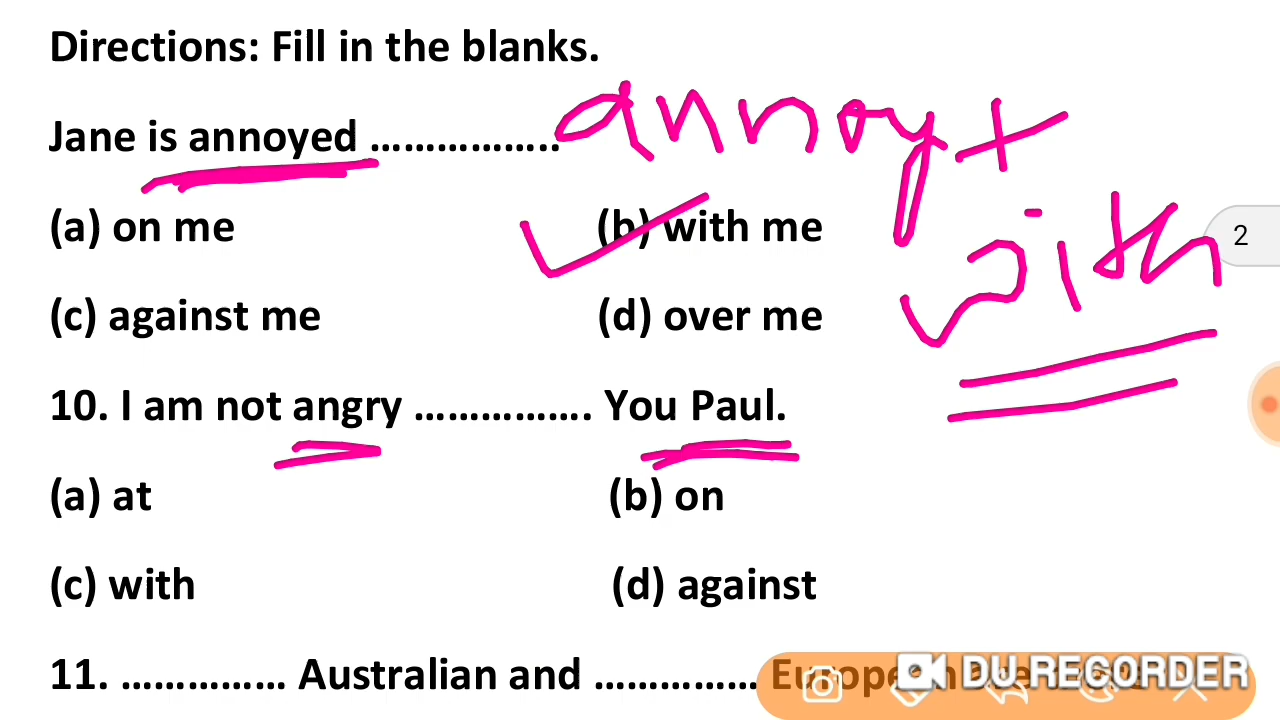 Directions: Fill in the blanks.
Jane is annoyed ................. annoy +
(a) on me (b) with me with 2
(c) against me (d) over me
10. I am not angry ................ You Paul.
(a) at (b) on
(c) with (d) against
11. ............... Australian and ...............
DU RECORDER